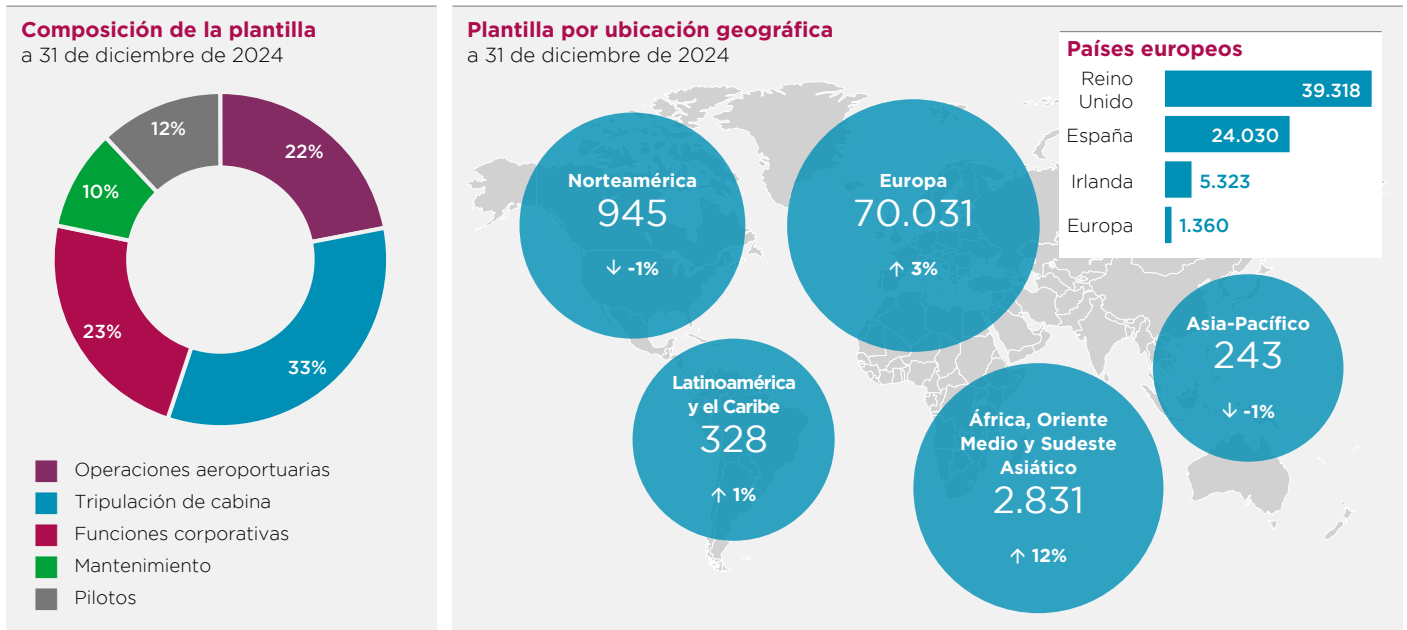 Composición de la plantilla
a 31 de diciembre de 2024
12%
22%
10%
23%
33%
Operaciones aeroportuarias
Tripulación de cabina
Funciones corporativas
Mantenimiento
Pilotos
Plantilla por ubicación geográfica
a 31 de diciembre de 2024
Norteamérica
945
↓ -1%
Europa
70.031
↑ 3%
Latinoamérica
y el Caribe
328
↑ 1%
África, Oriente
Medio y Sudeste
Asiático
2.831
↑ 12%
Asia-Pacífico
243
↓ -1%
Países europeos
Reino
Unido
39.318
España
24.030
Irlanda
5.323
Europa
1.360